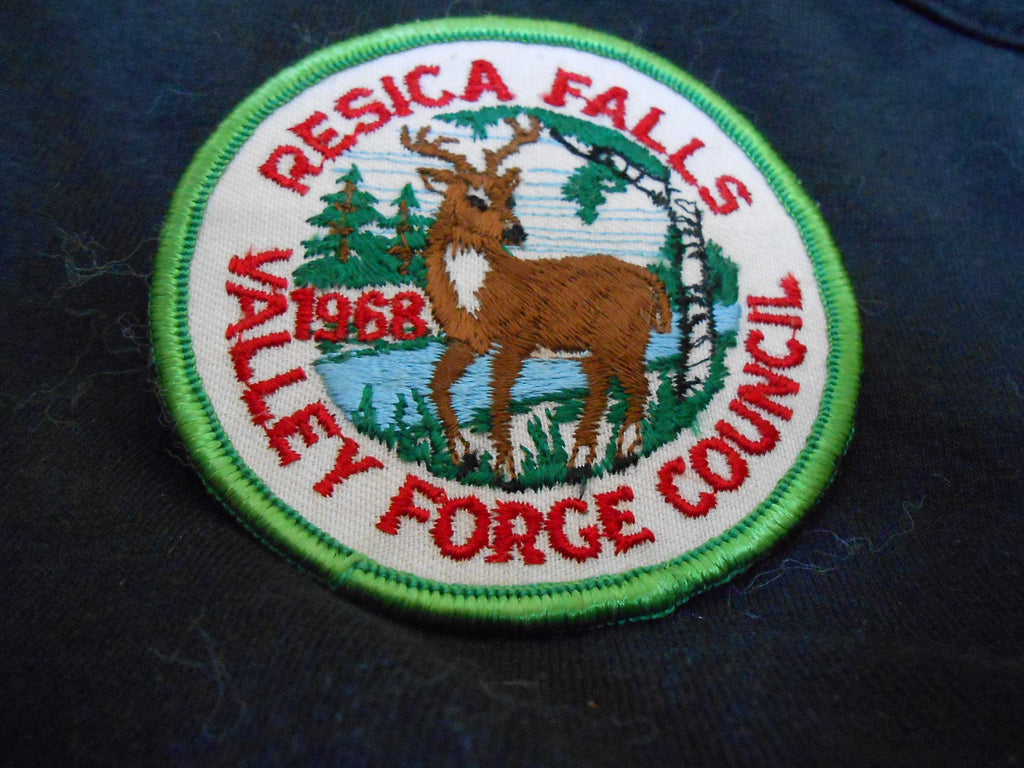 RESICA FALLS
1968
VALLEY FORGE COUNCIL